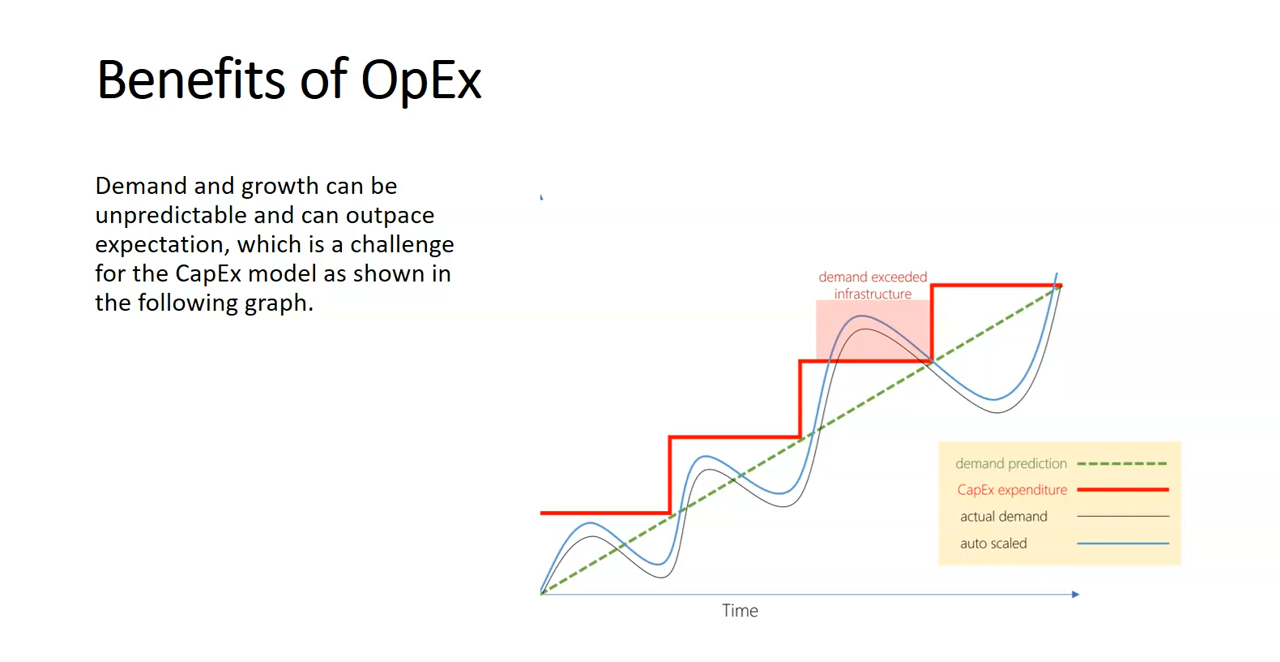 Benefits of OpEx
Demand and growth can be
unpredictable and can outpace
expectation, which is a challenge
for the CapEx model as shown in
the following graph.
demand exceeded
infrastructure
demand prediction
CapEx expenditure
actual demand
auto scaled
Time